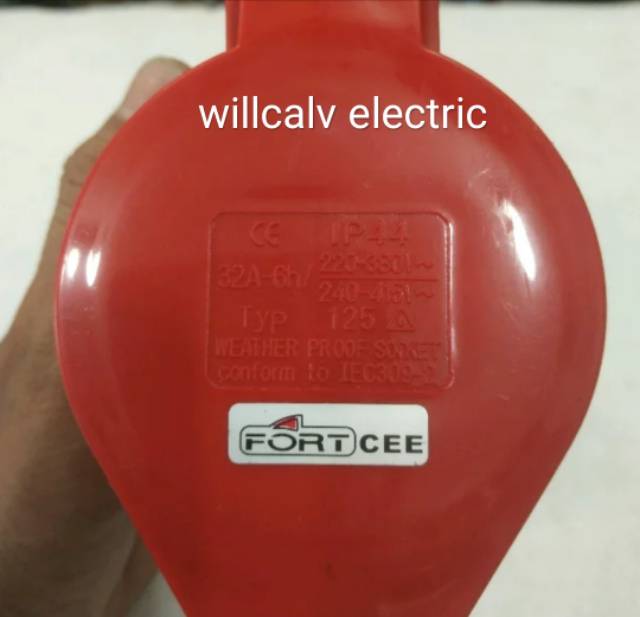 willcalv electric
CE IP44
32A-6h/ 220-380V~
240-415V~
Typ 125
WEATHER PROOF SOCKET
conform to IEC309-2
FORT CEE